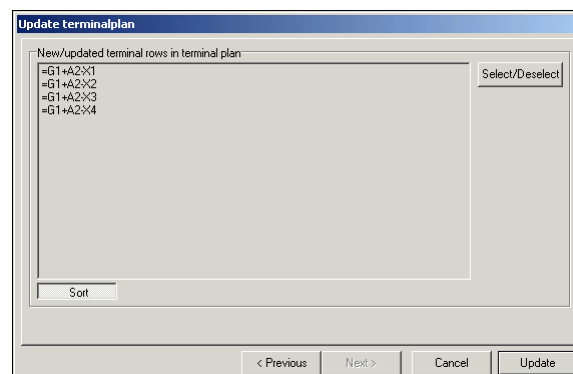 Update terminalplan
New/updated terminal rows in terminal plan
=G1+A2-X1
=G1+A2-X2
=G1+A2-X3
=G1+A2-X4
Select/Deselect
Sort
< Previous
Next >
Cancel
Update